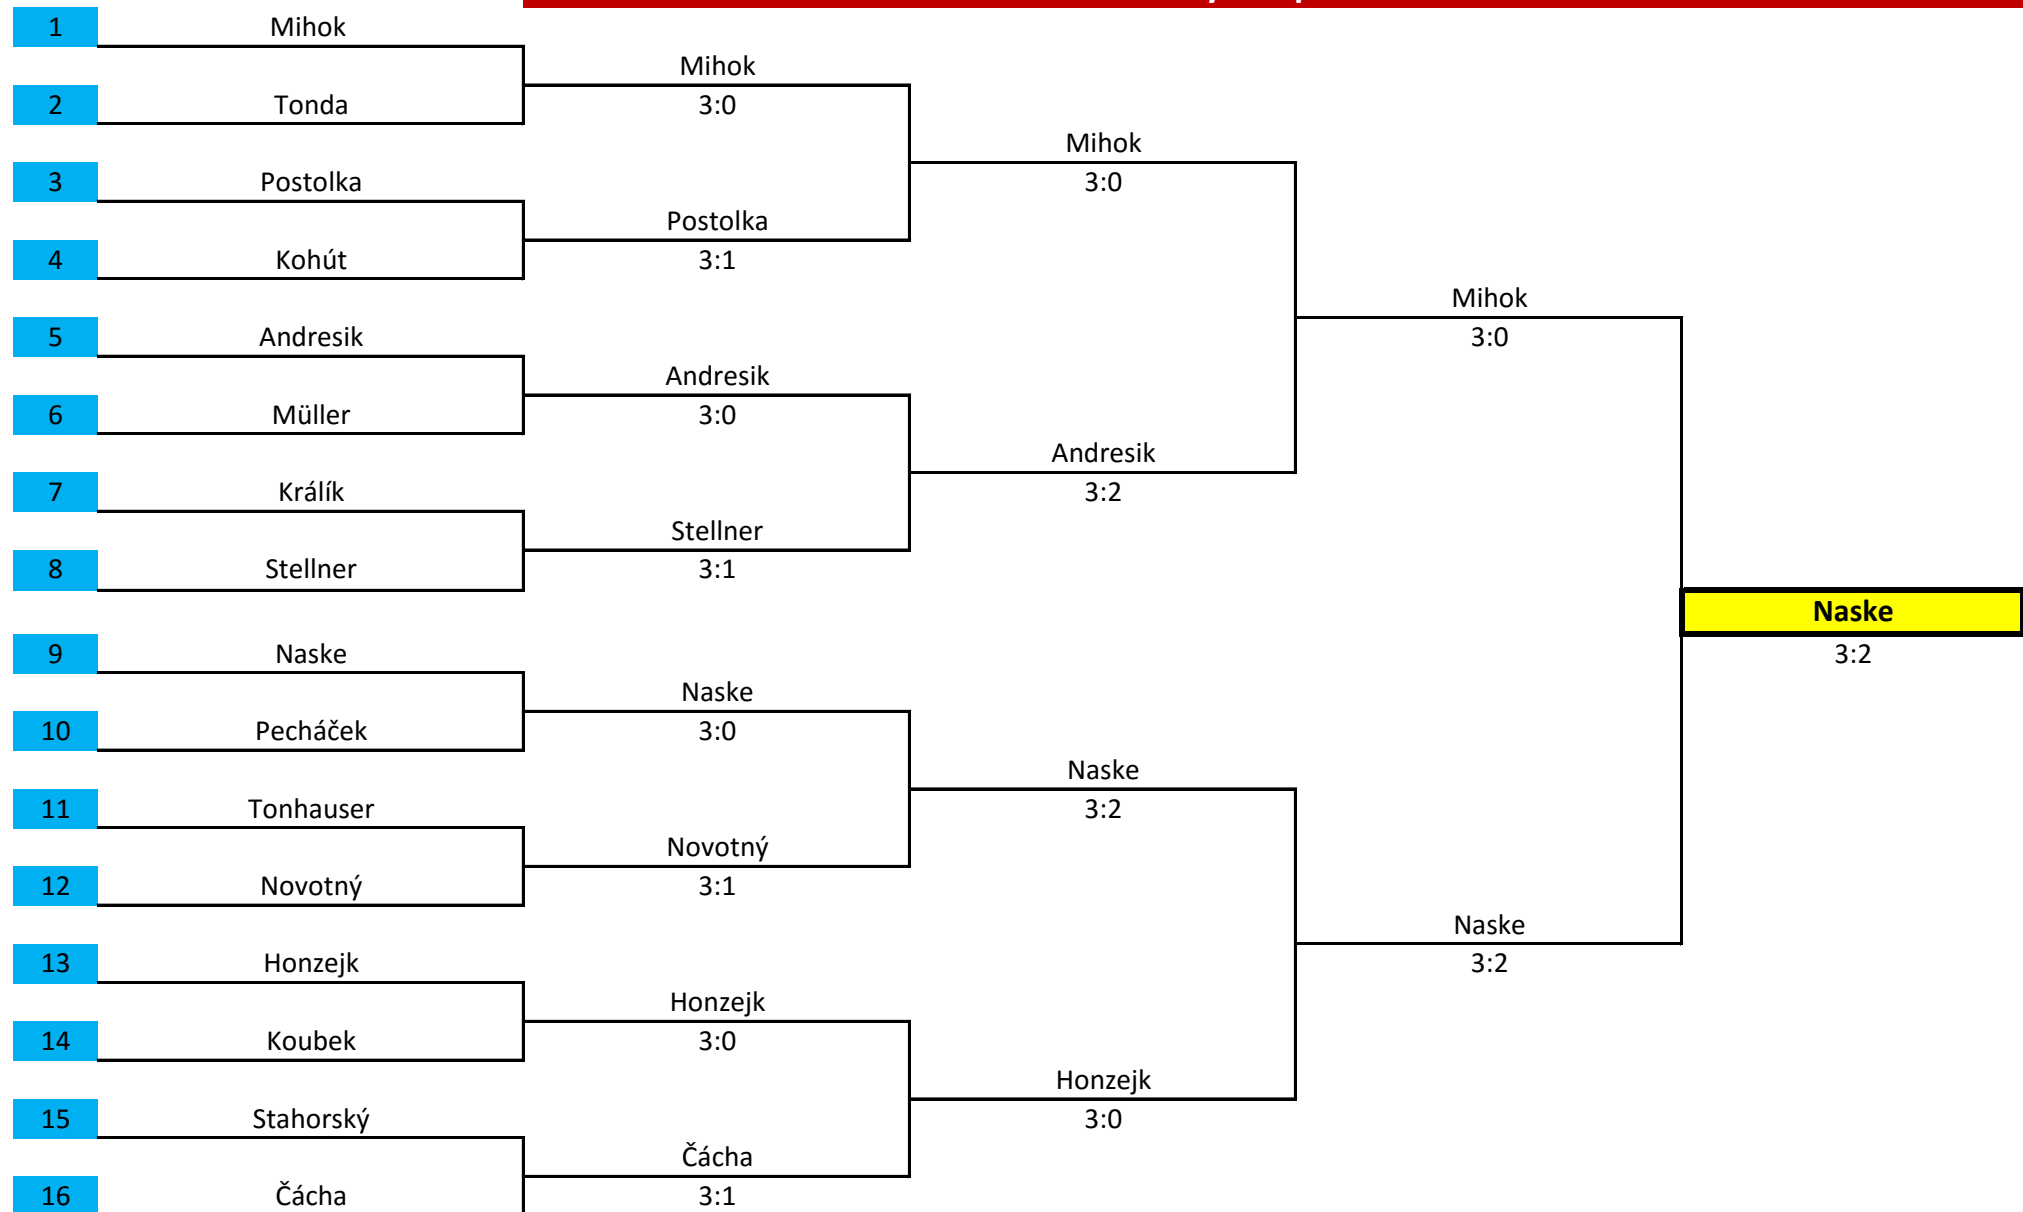 1 Mihok
Mihok
2 Tonda 3:0
Mihok
3 Postolka 3:0
Postolka
4 Kohút 3:1
Mihok
5 Andresik 3:0
Andresik
6 Müller 3:0
Andresik
7 Králík 3:2
Stellner
8 Stellner 3:1
Naske
9 Naske 3:2
Naske
10 Pecháček 3:0
Naske
11 Tonhauser 3:2
Novotný
12 Novotný 3:1
Naske
13 Honzejk 3:2
Honzejk
14 Koubek 3:0
Honzejk
15 Stahorský 3:0
Čácha
16 Čácha 3:1